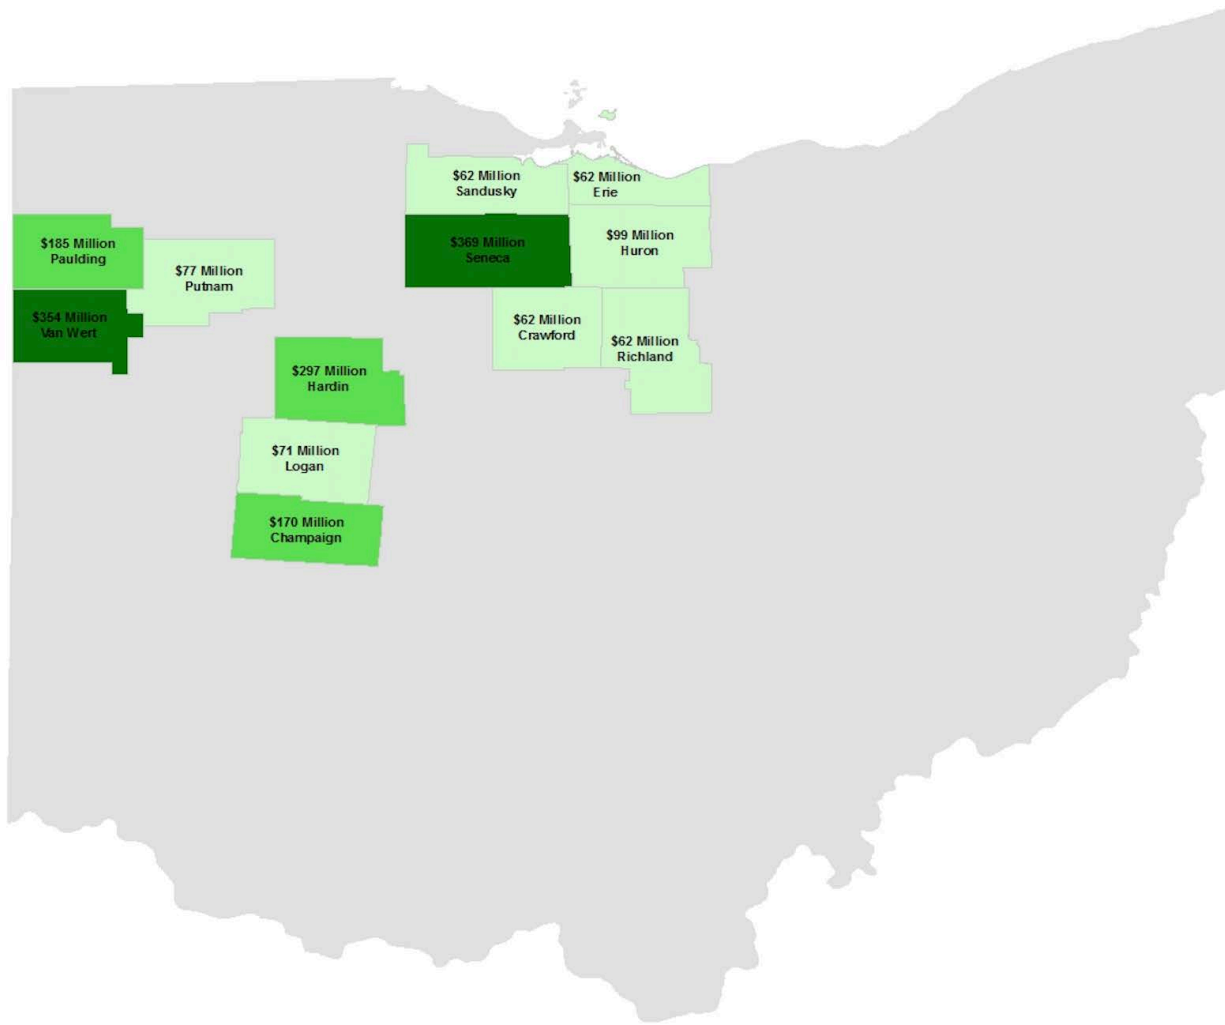 $62 Million
Sandusky
$62 Million
Erie
$185 Million
Paulding
$369 Million
Seneca
$99 Million
Huron
$77 Million
Putnam
$354 Million
Van Wert
$62 Million
Crawford
$62 Million
Richland
$297 Million
Hardin
$71 Million
Logan
$170 Million
Champaign